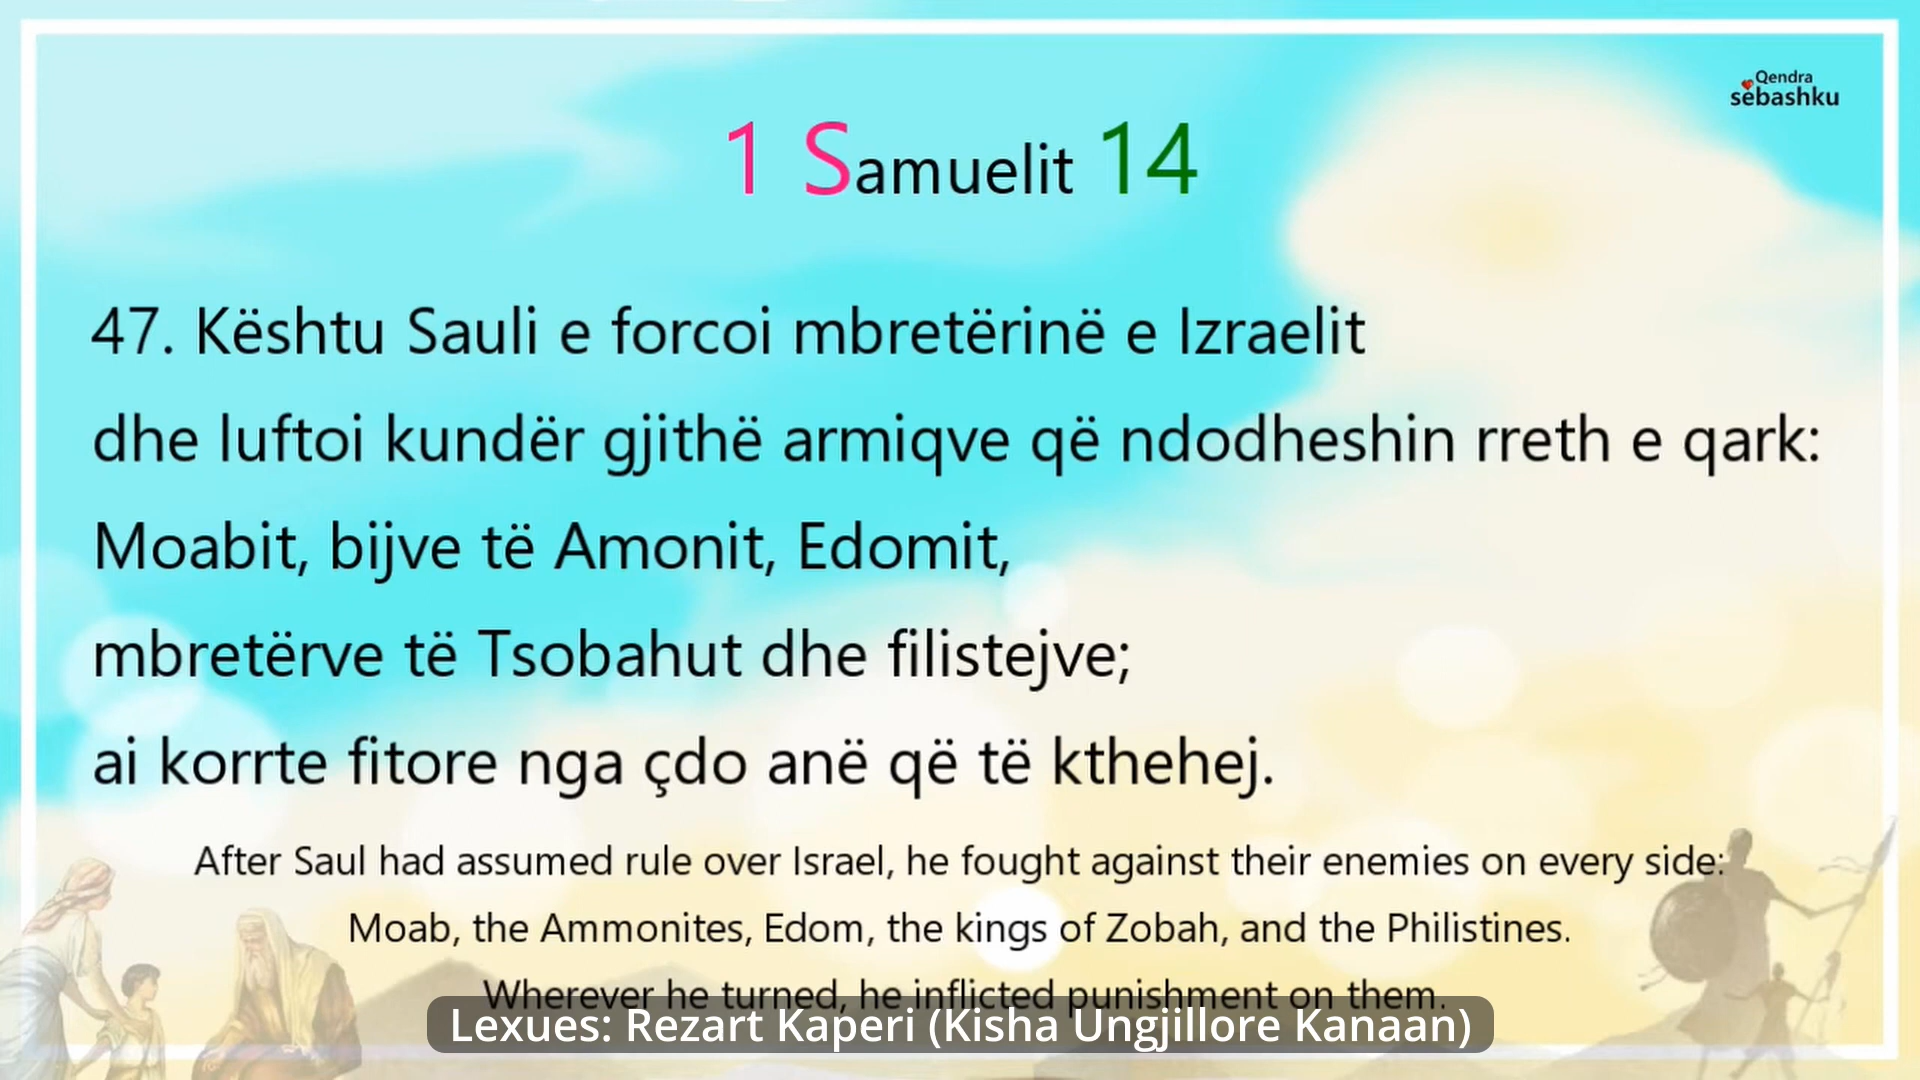 Qendra
sëbashku
1 Samuelit 14
47. Kështu Sauli e forcoi mbretërinë e Izraelit
dhe luftoi kundër gjithë armiqve që ndodheshin rreth e qark:
Moabit, bijve të Amonit, Edomit,
mbretërve të Tsobahut dhe filistejve;
ai korrte fitore nga çdo anë që të kthehej.
After Saul had assumed rule over Israel, he fought against their enemies on every side:
Moab, the Ammonites, Edom, the kings of Zobah, and the Philistines.
Wherever he turned, he inflicted punishment on them.
Lexues: Rezart Kaperi (Kisha Ungjillore Kanaan)